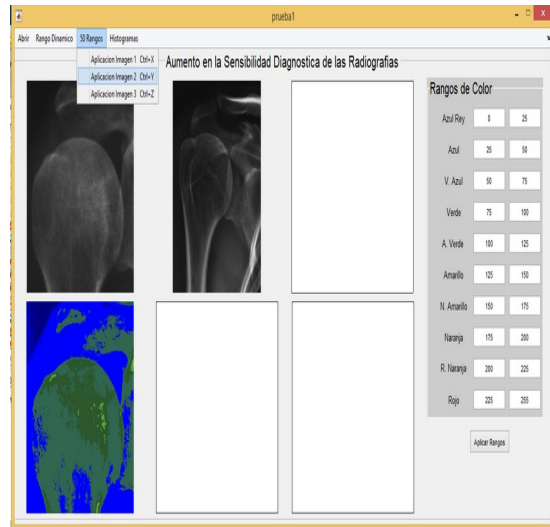 prueba1
Abrir Rango Dinamico 50 Rangos Histogramas
Aplicacion Imagen 1 Ctrl+X
Aplicacion Imagen 2 Ctrl+Y
Aplicacion Imagen 3 Ctrl+Z
Aumento en la Sensibilidad Diagnostica de las Radiografias
Rangos de Color
Azul Rey 0 25
Azul 25 50
V. Azul 50 75
Verde 75 100
A. Verde 100 125
Amarillo 125 150
N. Amarillo 150 175
Naranja 175 200
R. Naranja 200 225
Rojo 225 255
Aplicar Rangos